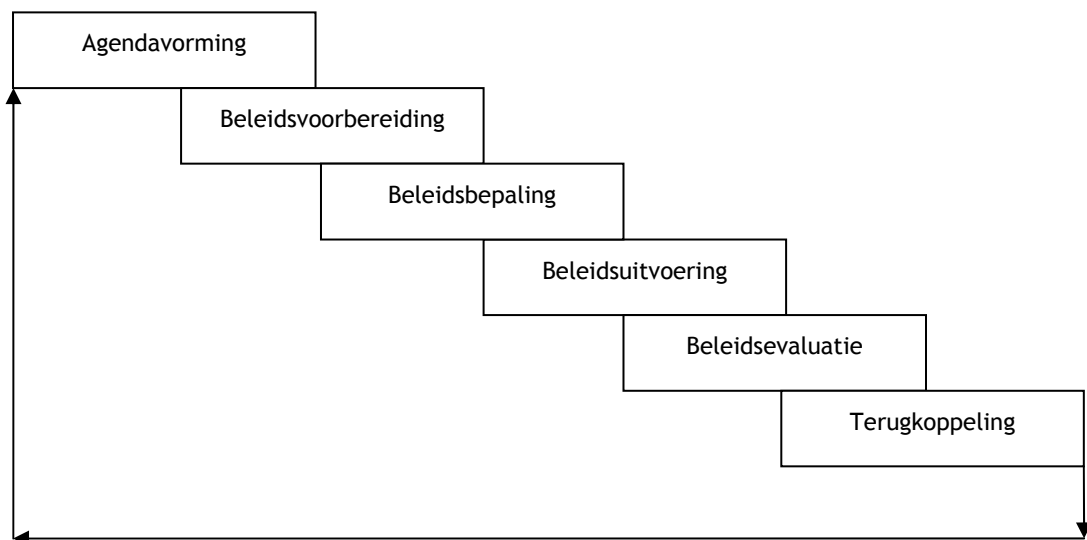 Agendavorming
Beleidsvoorbereiding
Beleidsbepaling
Beleidsuitvoering
Beleidsevaluatie
Terugkoppeling